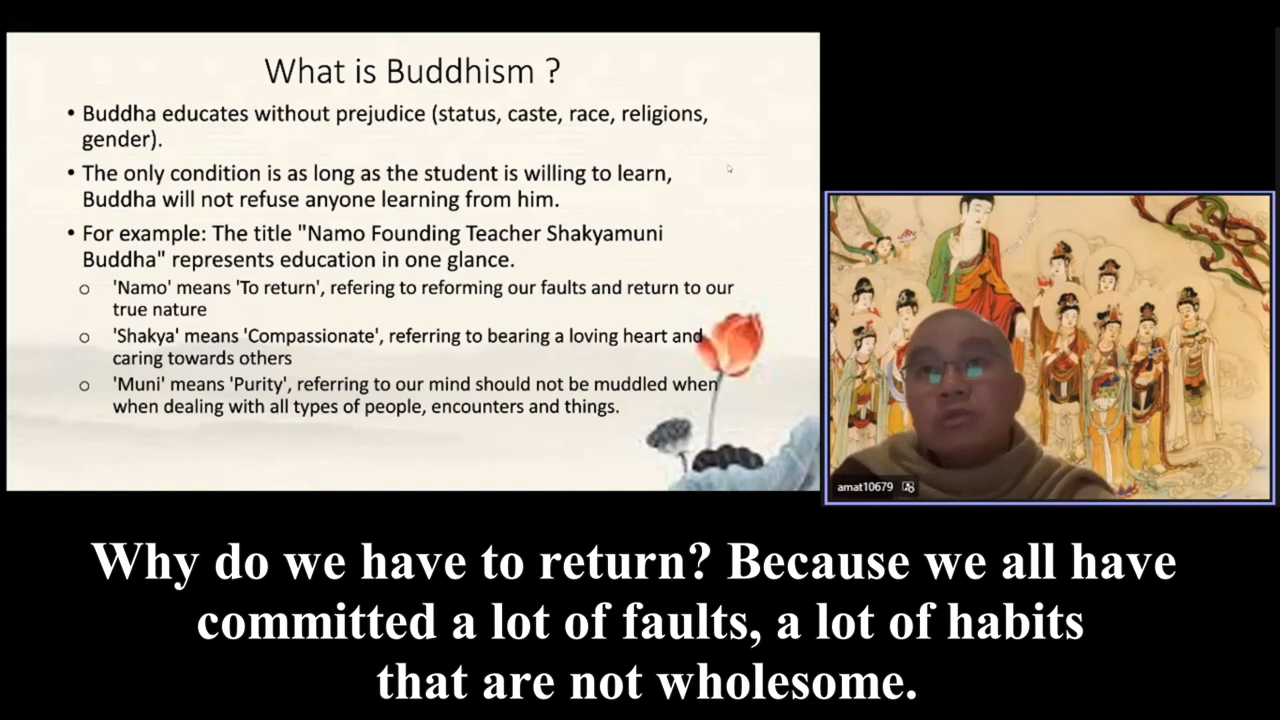 What is Buddhism ?
• Buddha educates without prejudice (status, caste, race, religions,
gender).
• The only condition is as long as the student is willing to learn,
Buddha will not refuse anyone learning from him.
• For example: The title "Namo Founding Teacher Shakyamuni
Buddha" represents education in one glance.
o 'Namo' means 'To return', refering to reforming our faults and return to our
true nature
o 'Shakya' means 'Compassionate', referring to bearing a loving heart and
caring towards others
o 'Muni' means 'Purity', referring to our mind should not be muddled when
when dealing with all types of people, encounters and things.
amat10679
Why do we have to return? Because we all have
committed a lot of faults, a lot of habits
that are not wholesome.